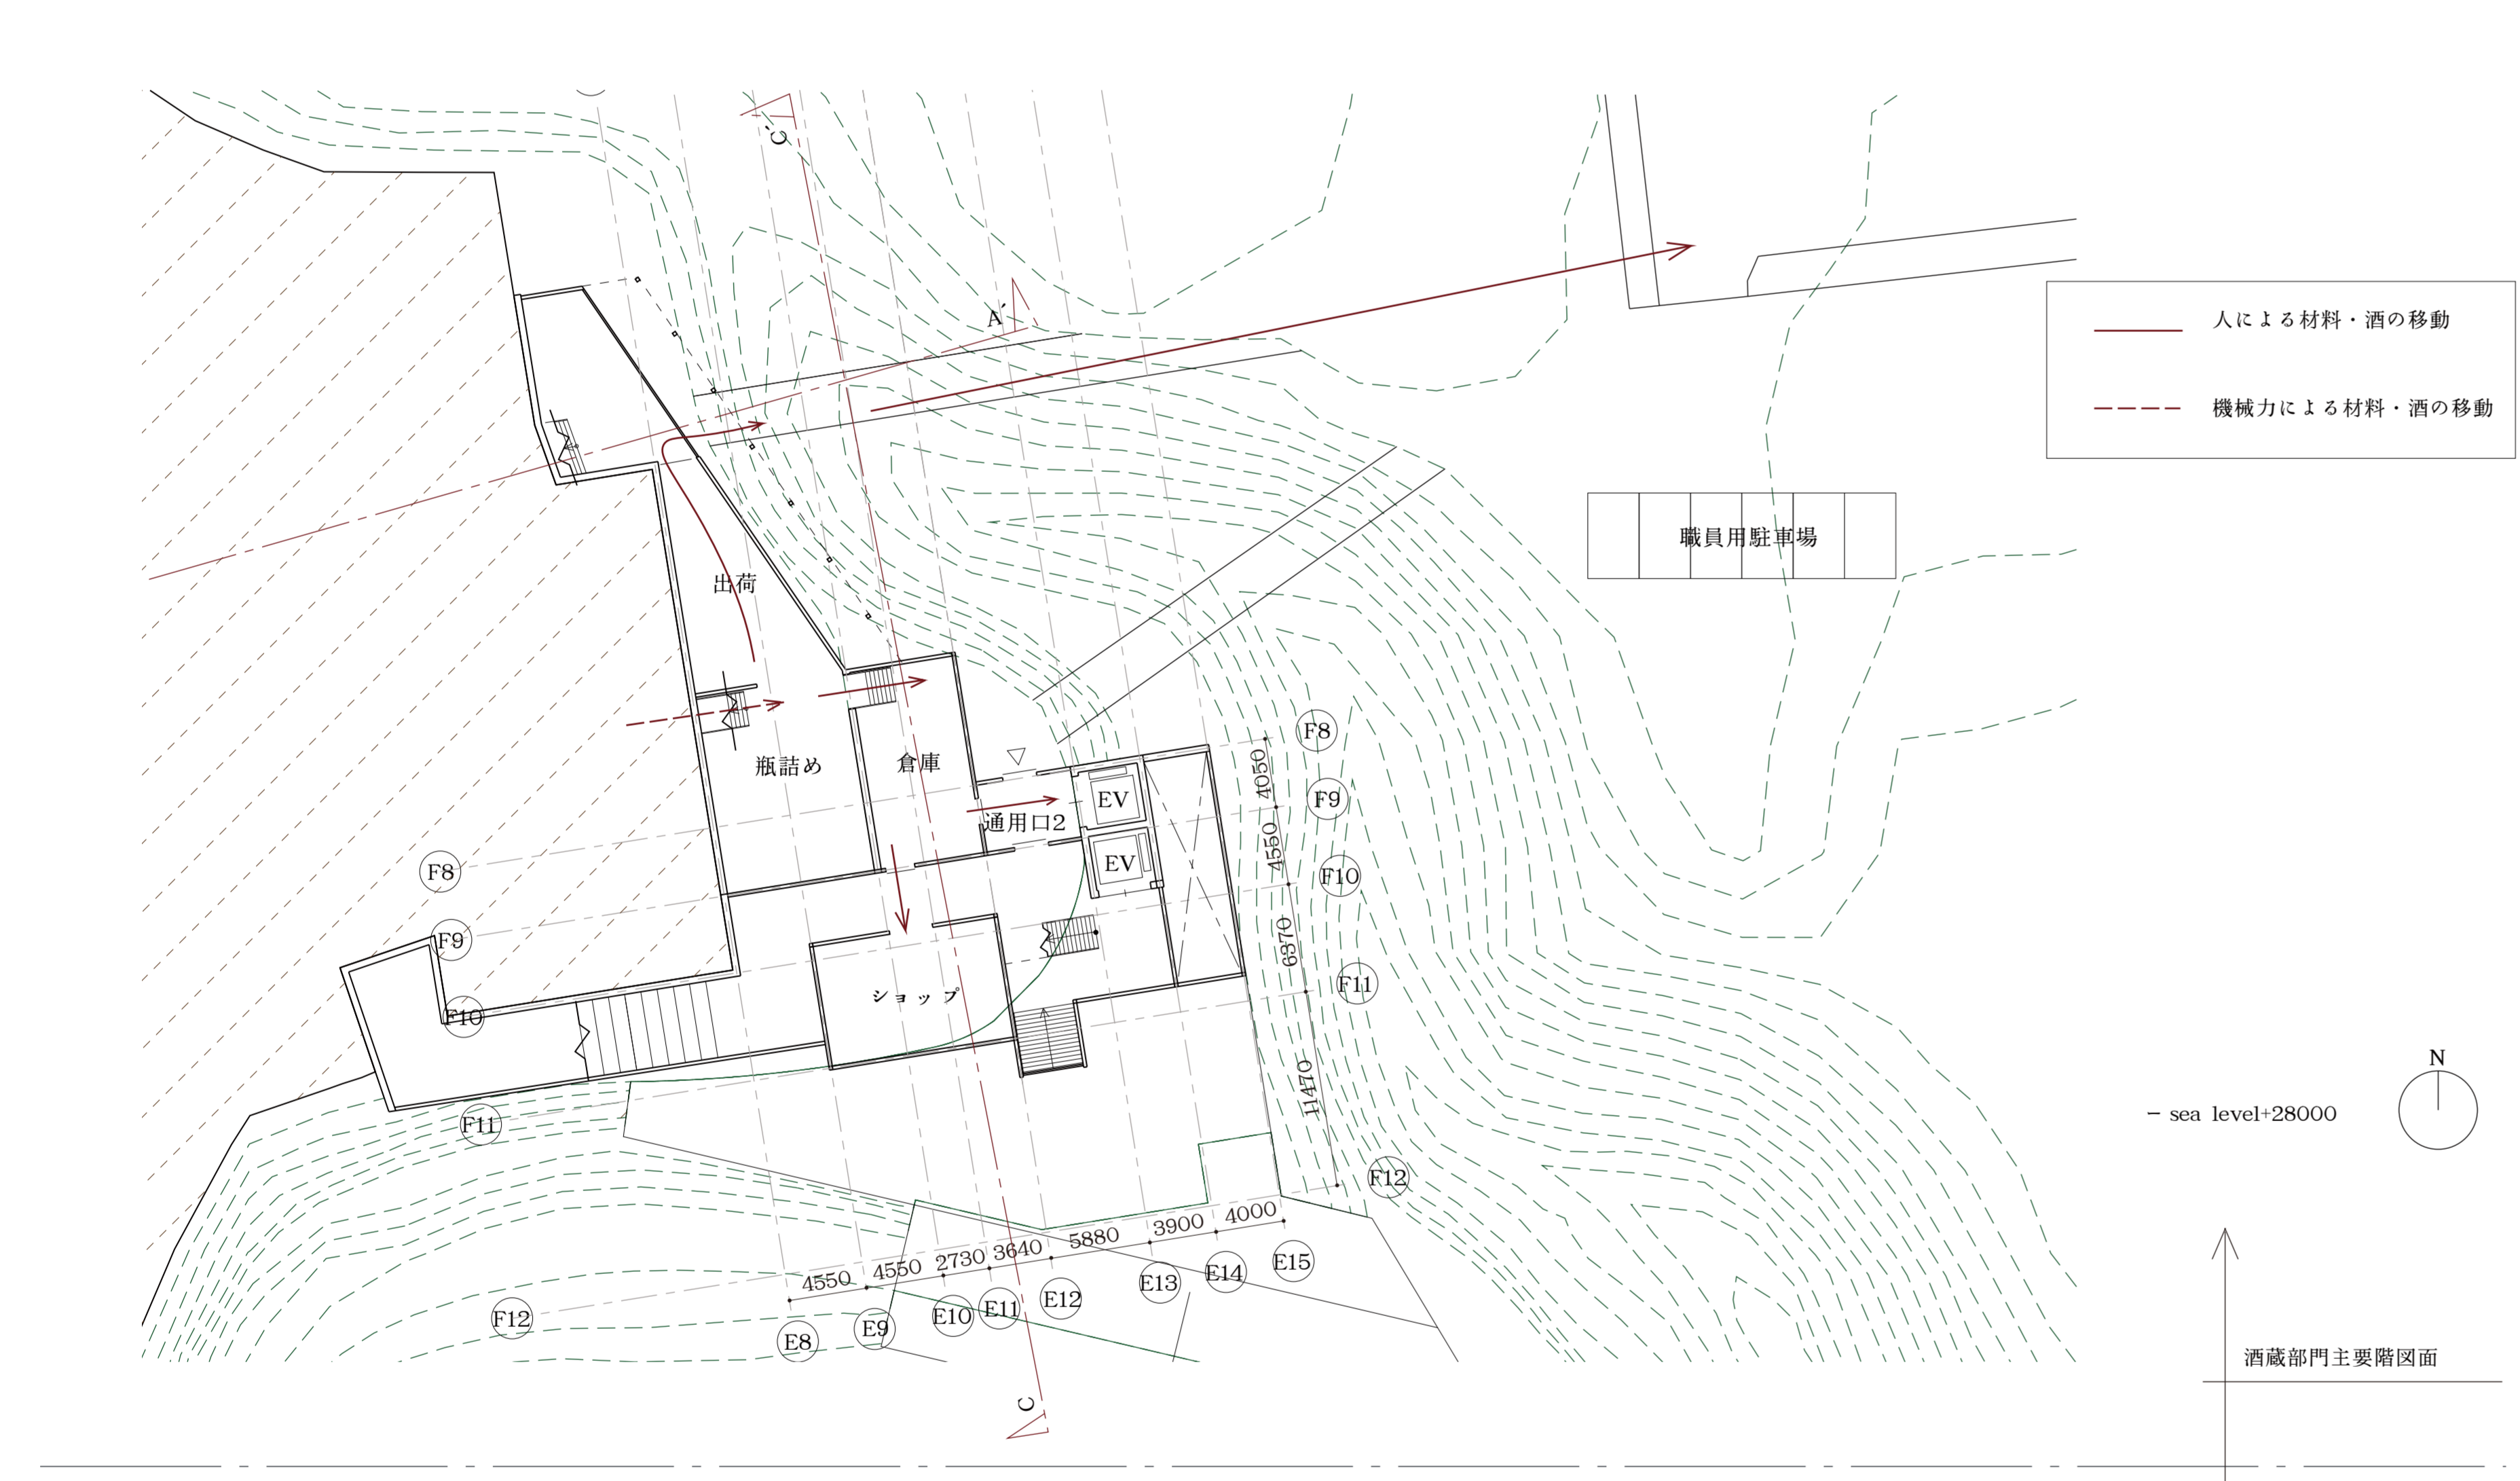 C´
A´
人による材料・酒の移動
機械力による材料・酒の移動
職員用駐車場
出荷
瓶詰め
倉庫
通用口2
EV
EV
ショップ
F8
F9
F10
F11
F12
4050
4550
6370
11470
F8
F9
F10
F11
F12
4550
4550
2730
3640
5880
3900
4000
E8
E9
E10
E11
E12
E13
E14
E15
C
N
− sea level+28000
酒蔵部門主要階図面